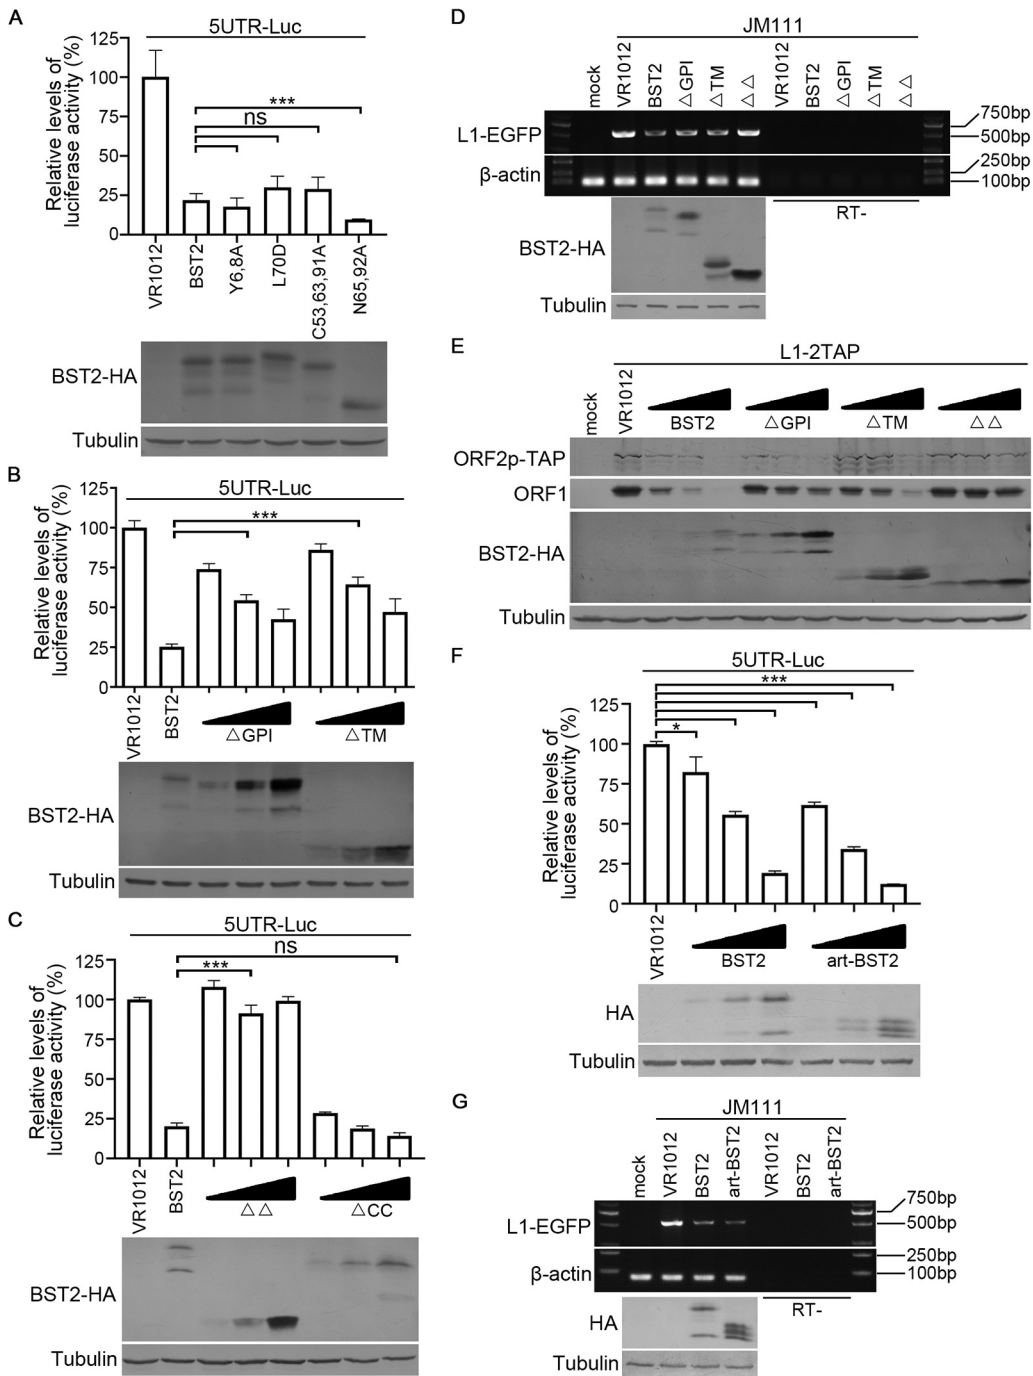 A
5UTR-Luc
Relative levels of
luciferase activity (%)
125
100
75
50
25
0
***
ns
VR1012
BST2
Y6,8A
L70D
C53,63,91A
N65,92A
BST2-HA
Tubulin
B
5UTR-Luc
Relative levels of
luciferase activity (%)
125
100
75
50
25
0
***
VR1012
BST2
△GPI
△TM
BST2-HA
Tubulin
C
5UTR-Luc
Relative levels of
luciferase activity (%)
125
100
75
50
25
0
ns
***
VR1012
BST2
△△
△CC
BST2-HA
Tubulin
D
JM111
mock
VR1012
BST2
△GPI
△TM
△△
VR1012
BST2
△GPI
△TM
△△
L1-EGFP
750bp
500bp
β-actin
250bp
100bp
RT-
BST2-HA
Tubulin
E
L1-2TAP
mock
VR1012
BST2
△GPI
△TM
△△
ORF2p-TAP
ORF1
BST2-HA
Tubulin
F
5UTR-Luc
Relative levels of
luciferase activity (%)
125
100
75
50
25
0
***
*
VR1012
BST2
art-BST2
HA
Tubulin
G
JM111
mock
VR1012
BST2
art-BST2
VR1012
BST2
art-BST2
L1-EGFP
750bp
500bp
β-actin
250bp
100bp
RT-
HA
Tubulin